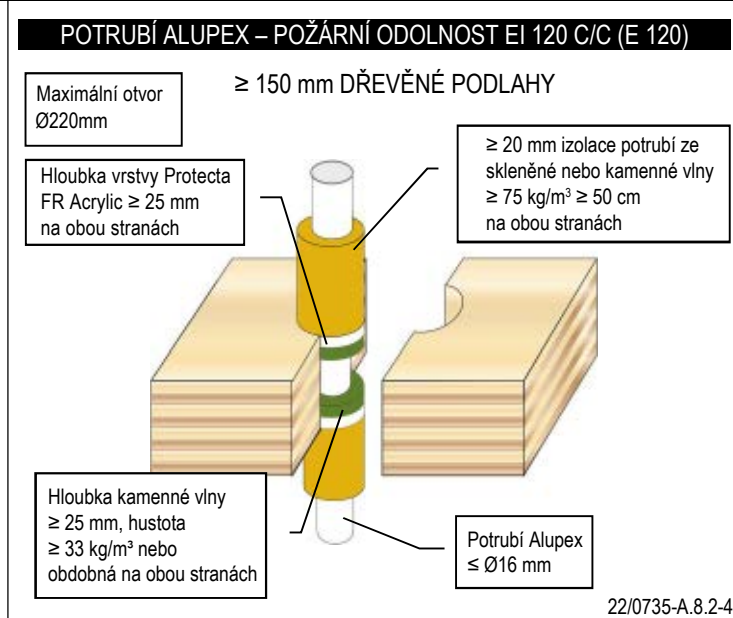 POTRUBÍ ALUPEX – POŽÁRNÍ ODOLNOST EI 120 C/C (E 120)
≥ 150 mm DŘEVĚNÉ PODLAHY
Maximální otvor
Ø220mm
Hloubka vrstvy Protecta
FR Acrylic ≥ 25 mm
na obou stranách
≥ 20 mm izolace potrubí ze
skleněné nebo kamenné vlny
≥ 75 kg/m³ ≥ 50 cm
na obou stranách
Hloubka kamenné vlny
≥ 25 mm, hustota
≥ 33 kg/m³ nebo
obdobná na obou stranách
Potrubí Alupex
≤ Ø16 mm
22/0735-A.8.2-4